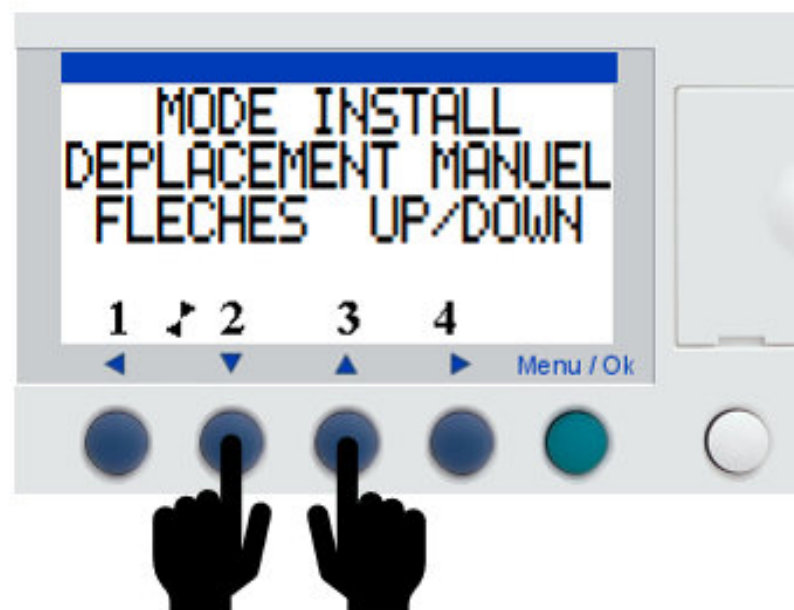 MODE INSTALL
DEPLACEMENT MANUEL
FLECHES UP/DOWN
1 2 3 4
Menu / Ok